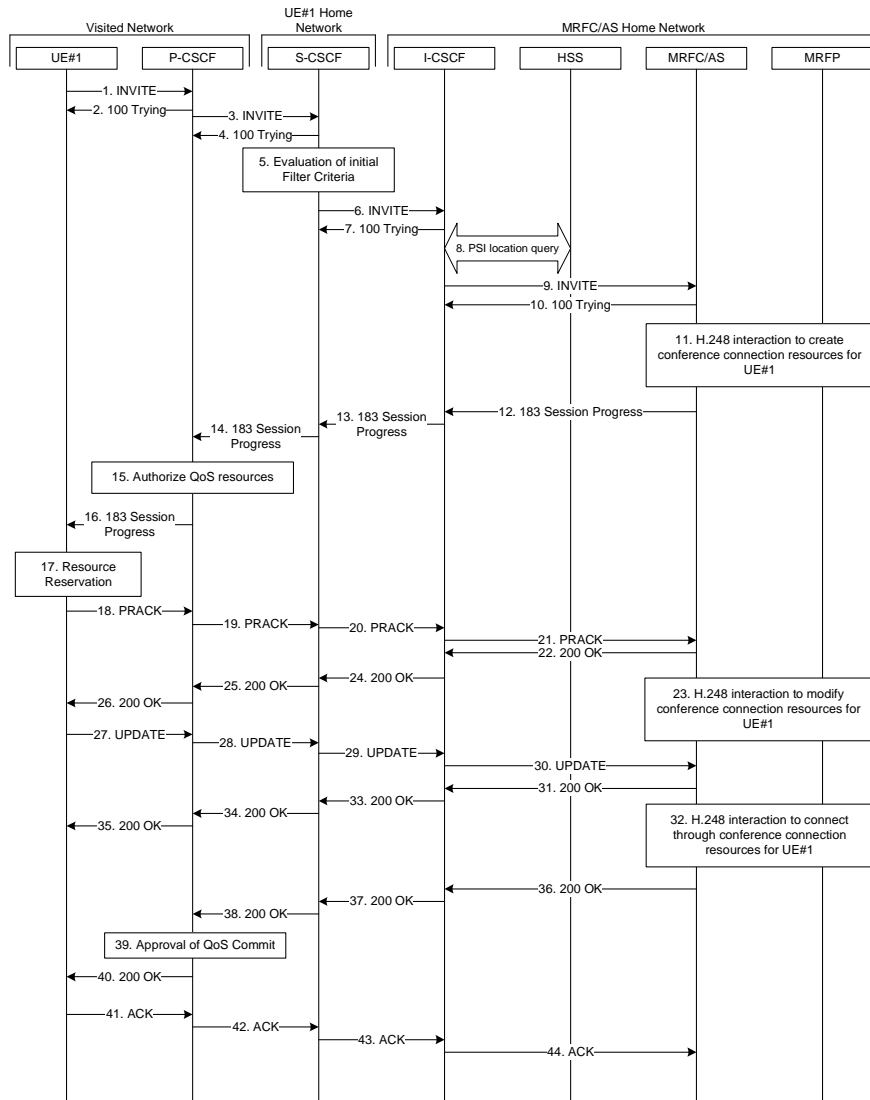 UE#1 Home
Network
Visited Network
MRFC/AS Home Network
UE#1
P-CSCF
S-CSCF
I-CSCF
HSS
MRFC/AS
MRFP
1. INVITE
2. 100 Trying
3. INVITE
4. 100 Trying
5. Evaluation of initial
Filter Criteria
6. INVITE
7. 100 Trying
8. PSI location query
9. INVITE
10. 100 Trying
11. H.248 interaction to create
conference connection resources for
UE#1
12. 183 Session Progress
13. 183 Session
Progress
14. 183 Session
Progress
15. Authorize QoS resources
16. 183 Session
Progress
17. Resource
Reservation
18. PRACK
19. PRACK
20. PRACK
21. PRACK
22. 200 OK
23. H.248 interaction to modify
conference connection resources for
UE#1
24. 200 OK
25. 200 OK
26. 200 OK
27. UPDATE
28. UPDATE
29. UPDATE
30. UPDATE
31. 200 OK
32. H.248 interaction to connect
through conference connection
resources for UE#1
33. 200 OK
34. 200 OK
35. 200 OK
36. 200 OK
37. 200 OK
38. 200 OK
39. Approval of QoS Commit
40. 200 OK
41. ACK
42. ACK
43. ACK
44. ACK